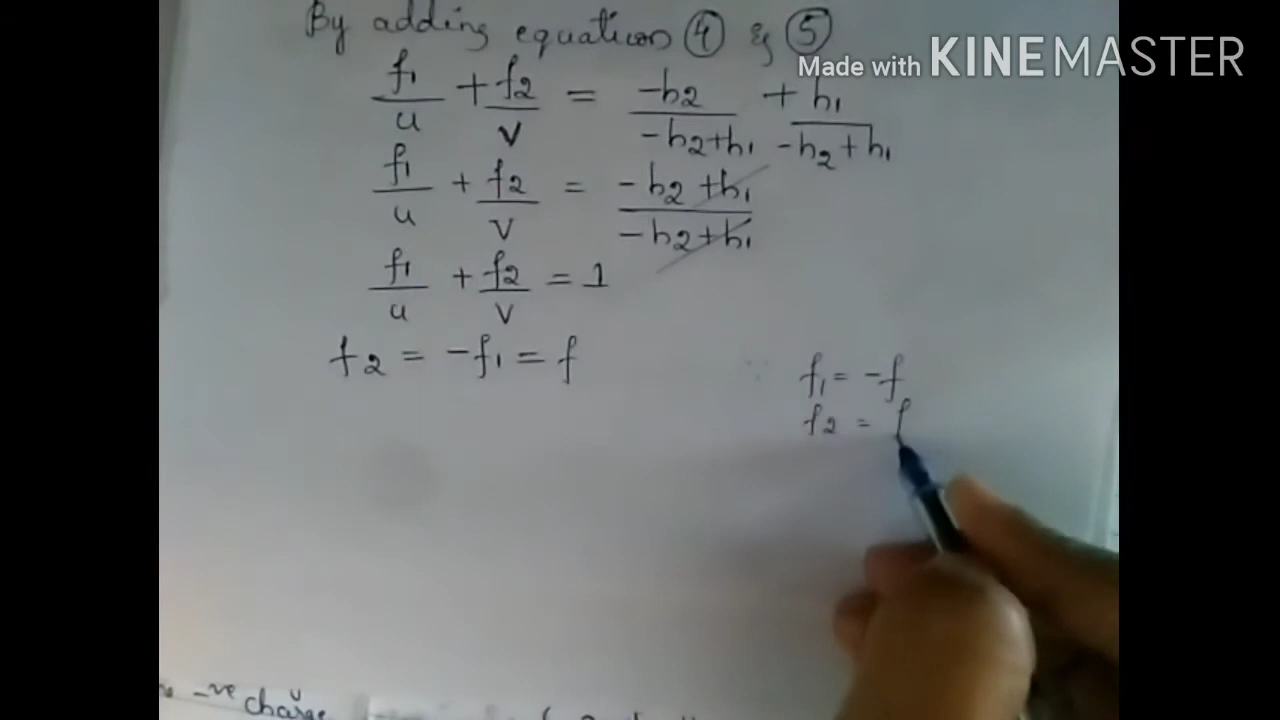 By adding equation ④ & ⑤
Made with KINEMASTER
f₁/u + f₂/v = -h₂/-h₂+h₁ + h₁/-h₂+h₁
f₁/u + f₂/v = -h₂+h₁/-h₂+h₁
f₁/u + f₂/v = 1
f₂ = -f₁ = f
∵ f₁ = -f
f₂ = f
-ve charge